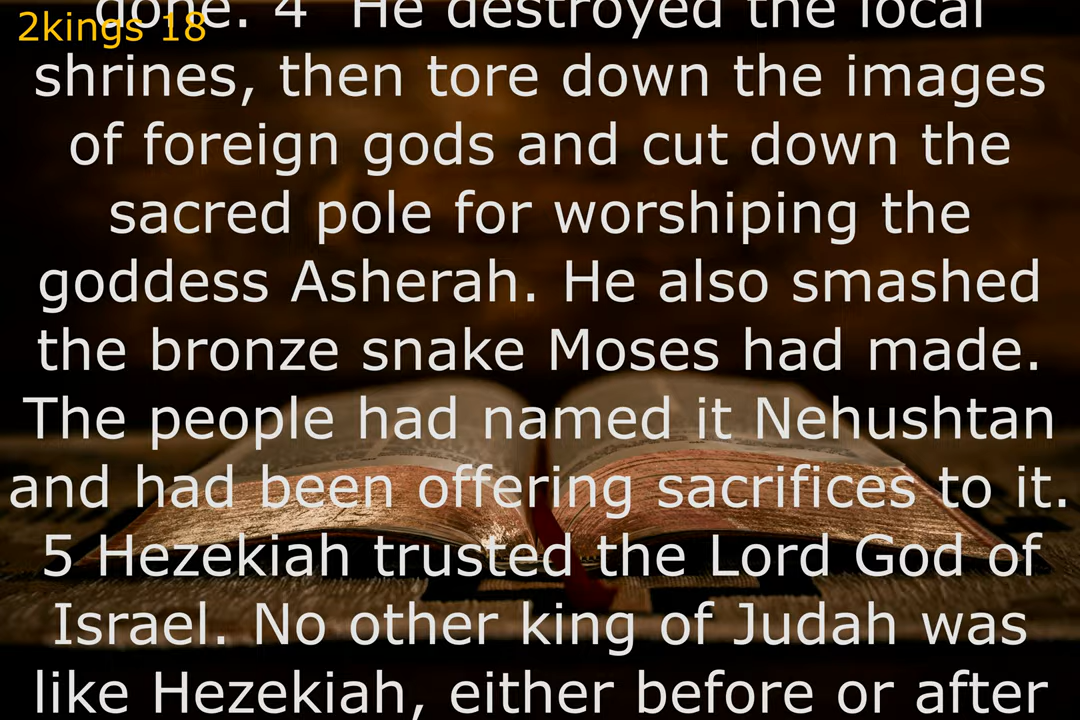 2kings 18
gone. 4 He destroyed the local
shrines, then tore down the images
of foreign gods and cut down the
sacred pole for worshiping the
goddess Asherah. He also smashed
the bronze snake Moses had made.
The people had named it Nehushtan
and had been offering sacrifices to it.
5 Hezekiah trusted the Lord God of
Israel. No other king of Judah was
like Hezekiah, either before or after